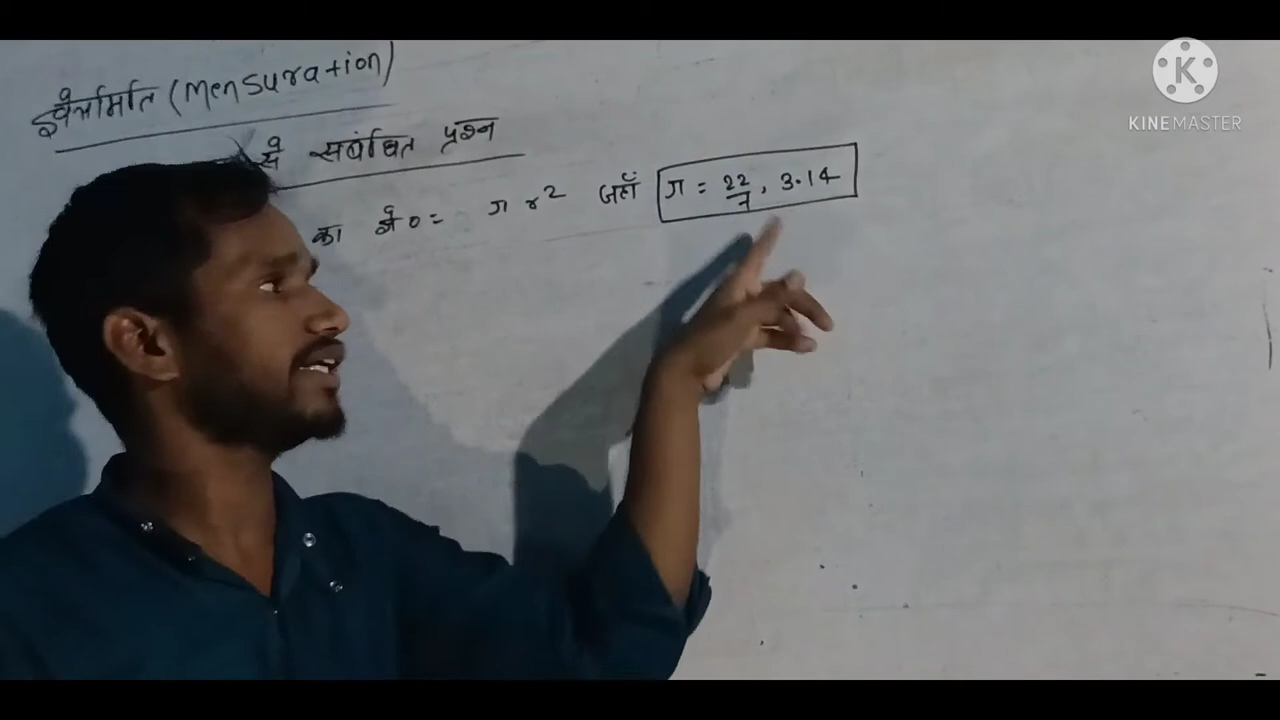 क्षेत्रमिति (Mensuration)
से संबंधित प्रश्न
का क्षे० = π r² जहाँ π = 22/7, 3.14
KINEMASTER